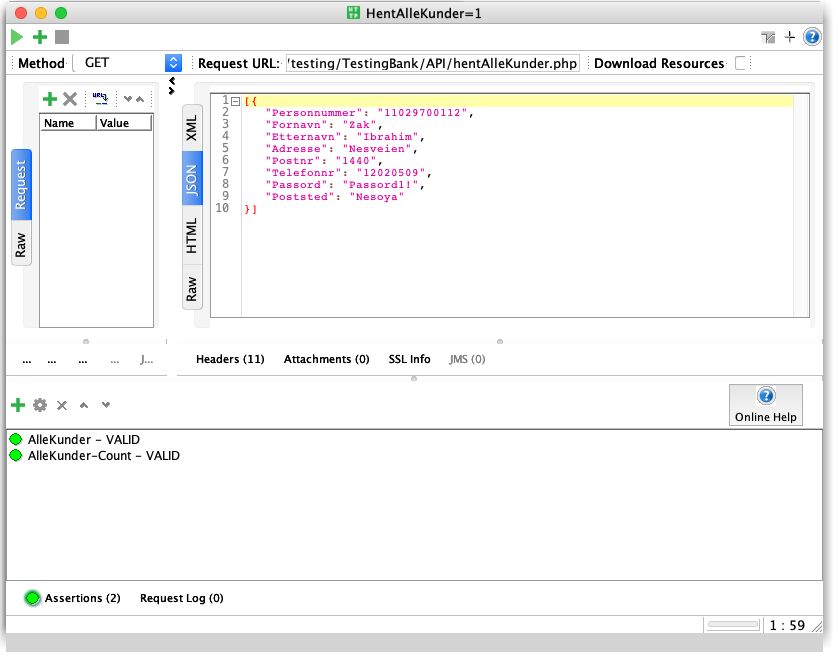 HentAlleKunder=1
Method GET Request URL: /testing/TestingBank/API/hentAlleKunder.php Download Resources
Name Value
Request
Raw
XML
JSON
HTML
Raw
1 [{
2 "Personnummer": "11029700112",
3 "Fornavn": "Zak",
4 "Etternavn": "Ibrahim",
5 "Adresse": "Nesveien",
6 "Postnr": "1440",
7 "Telefonnr": "12020509",
8 "Passord": "Passord1!",
9 "Poststed": "Nesoya"
10 }]
... ... ... ... J...
Headers (11) Attachments (0) SSL Info JMS (0)
Online Help
AlleKunder – VALID
AlleKunder-Count – VALID
Assertions (2) Request Log (0)
1 : 59